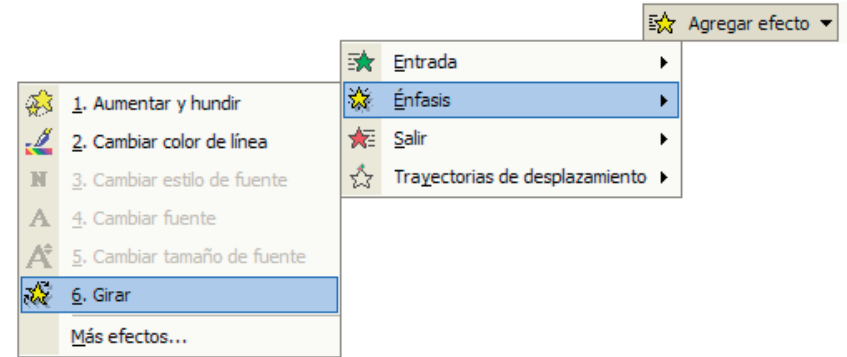 Agregar efecto
Entrada
Énfasis
Salir
Trayectorias de desplazamiento
1. Aumentar y hundir
2. Cambiar color de línea
3. Cambiar estilo de fuente
4. Cambiar fuente
5. Cambiar tamaño de fuente
6. Girar
Más efectos...